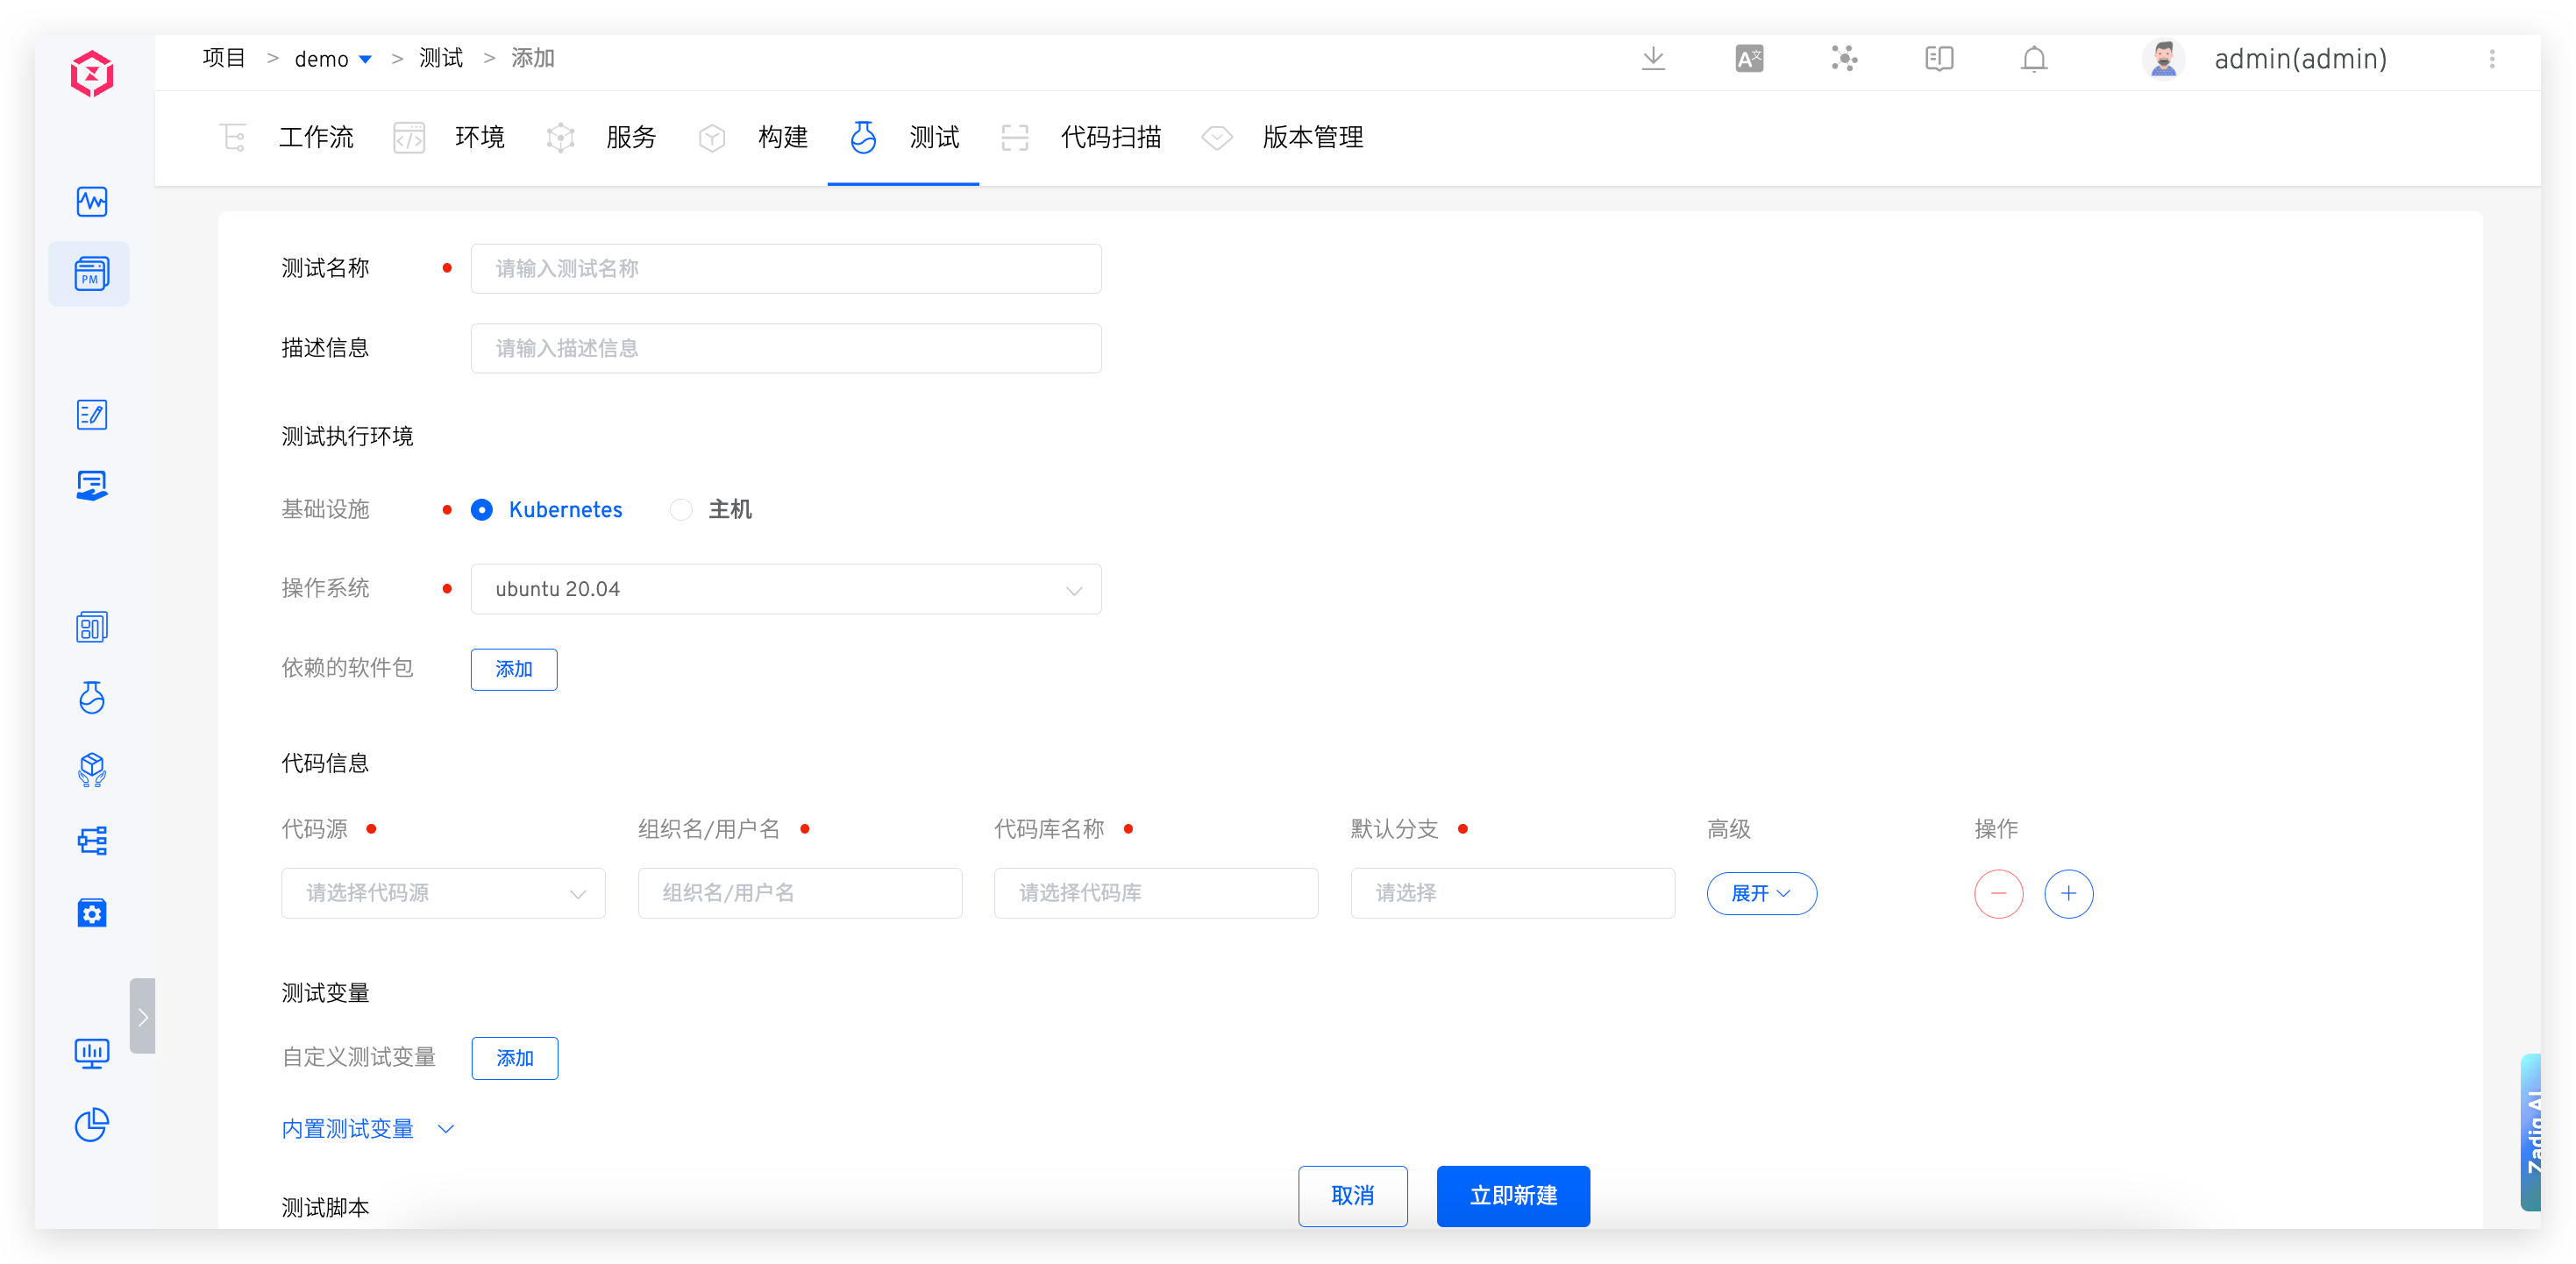 项目 > demo > 测试 > 添加
admin(admin)
工作流 环境 服务 构建 测试 代码扫描 版本管理
PM
测试名称 请输入测试名称
描述信息 请输入描述信息
测试执行环境
基础设施 Kubernetes 主机
操作系统 ubuntu 20.04
依赖的软件包 添加
代码信息
代码源 组织名/用户名 代码库名称 默认分支 高级 操作
请选择代码源 组织名/用户名 请选择代码库 请选择 展开
测试变量
自定义测试变量 添加
内置测试变量
Zadig AI
取消 立即新建
测试脚本